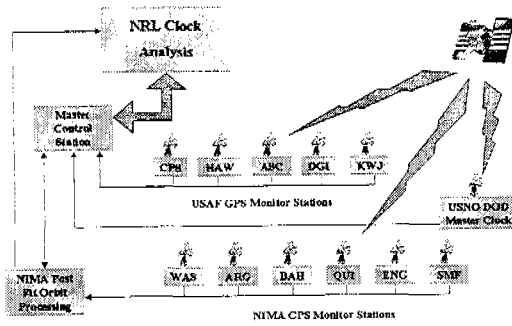 NRL Clock
Analysis
Master
Control
Station
CPS HAW ASC DGI KWJ
USAF GPS Monitor Stations
USNO DOD
Master Clock
WAS ARG BAH QUI ENG SMF
NIMA Post
Fit Orbit
Processing
NIMA GPS Monitor Stations